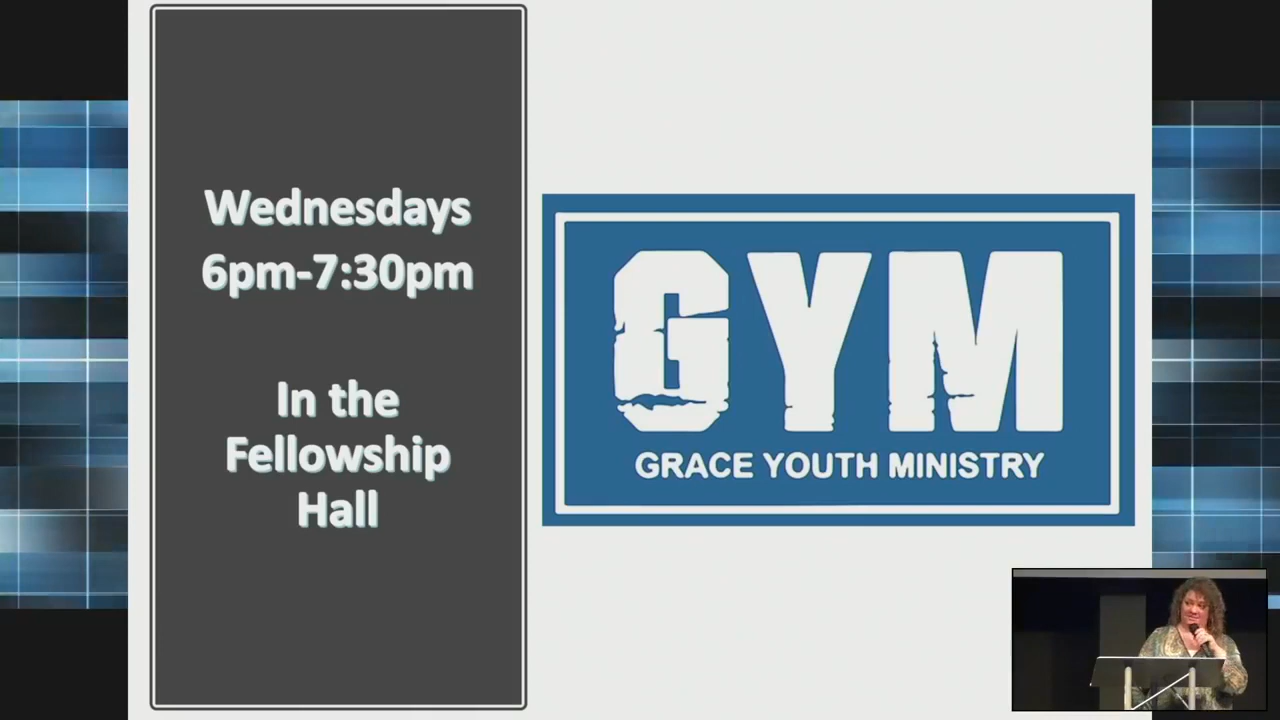 Wednesdays
6pm-7:30pm
In the
Fellowship
Hall
GYM
GRACE YOUTH MINISTRY